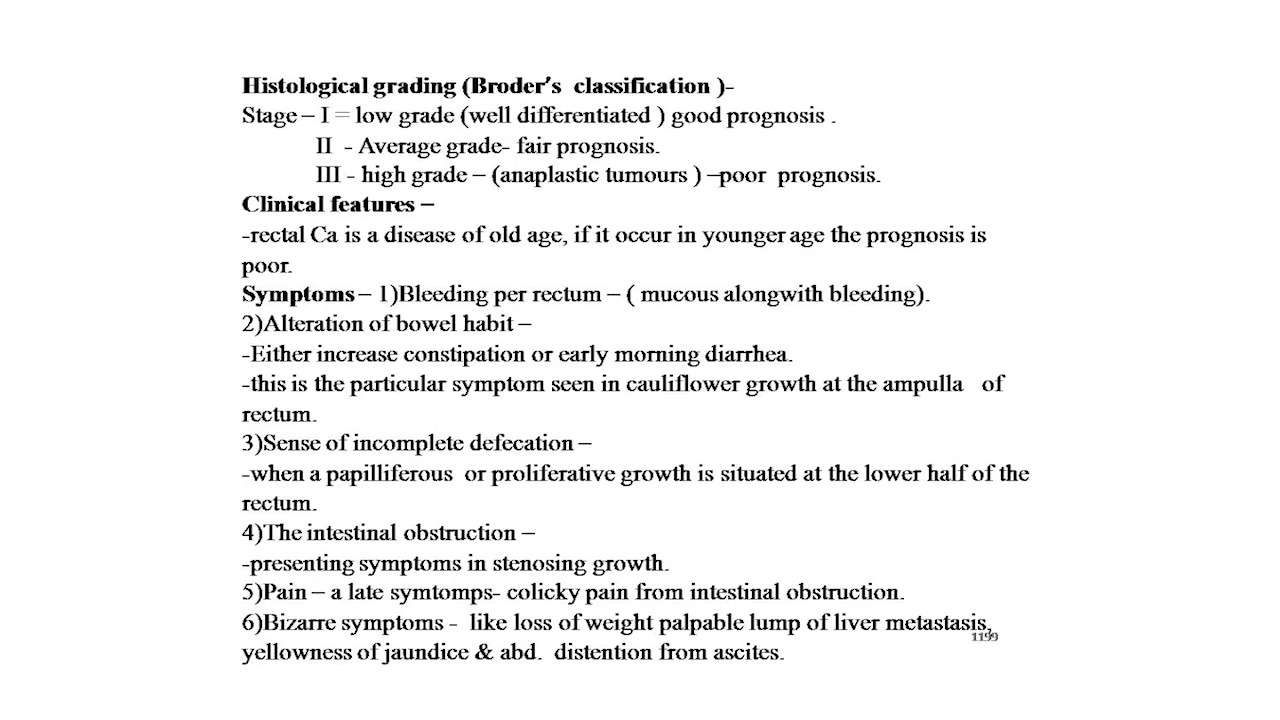 Histological grading (Broder's classification )-
Stage – I = low grade (well differentiated ) good prognosis .
II - Average grade- fair prognosis.
III - high grade – (anaplastic tumours ) –poor prognosis.
Clinical features –
-rectal Ca is a disease of old age, if it occur in younger age the prognosis is
poor.
Symptoms – 1)Bleeding per rectum – ( mucous alongwith bleeding).
2)Alteration of bowel habit –
-Either increase constipation or early morning diarrhea.
-this is the particular symptom seen in cauliflower growth at the ampulla of
rectum.
3)Sense of incomplete defecation –
-when a papilliferous or proliferative growth is situated at the lower half of the
rectum.
4)The intestinal obstruction –
-presenting symptoms in stenosing growth.
5)Pain – a late symtomps- colicky pain from intestinal obstruction.
6)Bizarre symptoms - like loss of weight palpable lump of liver metastasis,
1199
yellowness of jaundice & abd. distention from ascites.